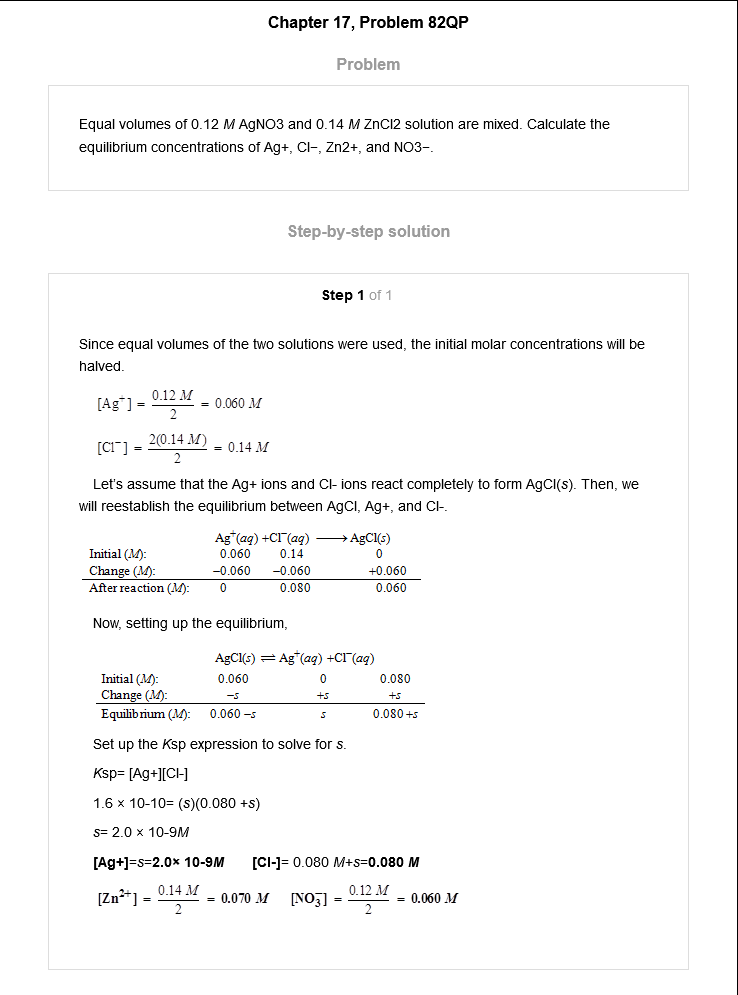 Chapter 17, Problem 82QP
Problem
Equal volumes of 0.12 M AgNO3 and 0.14 M ZnCl2 solution are mixed. Calculate the
equilibrium concentrations of Ag+, Cl−, Zn2+, and NO3−.
Step-by-step solution
Step 1 of 1
Since equal volumes of the two solutions were used, the initial molar concentrations will be
halved.
[Ag⁺] = 0.12 M / 2 = 0.060 M
[Cl⁻] = 2(0.14 M) / 2 = 0.14 M
Let's assume that the Ag+ ions and Cl- ions react completely to form AgCl(s). Then, we
will reestablish the equilibrium between AgCl, Ag+, and Cl-.
Ag⁺(aq) +Cl⁻(aq) ⟶ AgCl(s)
Initial (M): 0.060 0.14 0
Change (M): −0.060 −0.060 +0.060
After reaction (M): 0 0.080 0.060
Now, setting up the equilibrium,
AgCl(s) ⇌ Ag⁺(aq) +Cl⁻(aq)
Initial (M): 0.060 0 0.080
Change (M): −s +s +s
Equilibrium (M): 0.060 −s s 0.080 +s
Set up the Ksp expression to solve for s.
Ksp= [Ag+][Cl-]
1.6 × 10-10= (s)(0.080 +s)
s= 2.0 × 10-9M
[Ag+]=s=2.0× 10-9M [Cl-]= 0.080 M+s=0.080 M
[Zn²⁺] = 0.14 M / 2 = 0.070 M [NO₃⁻] = 0.12 M / 2 = 0.060 M